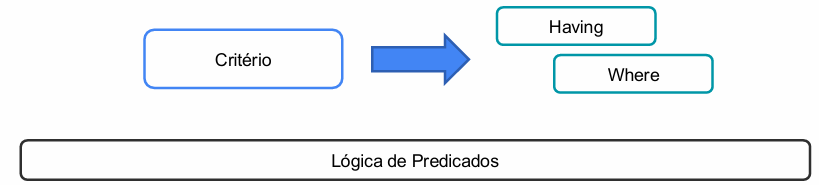 Critério
Having
Where
Lógica de Predicados